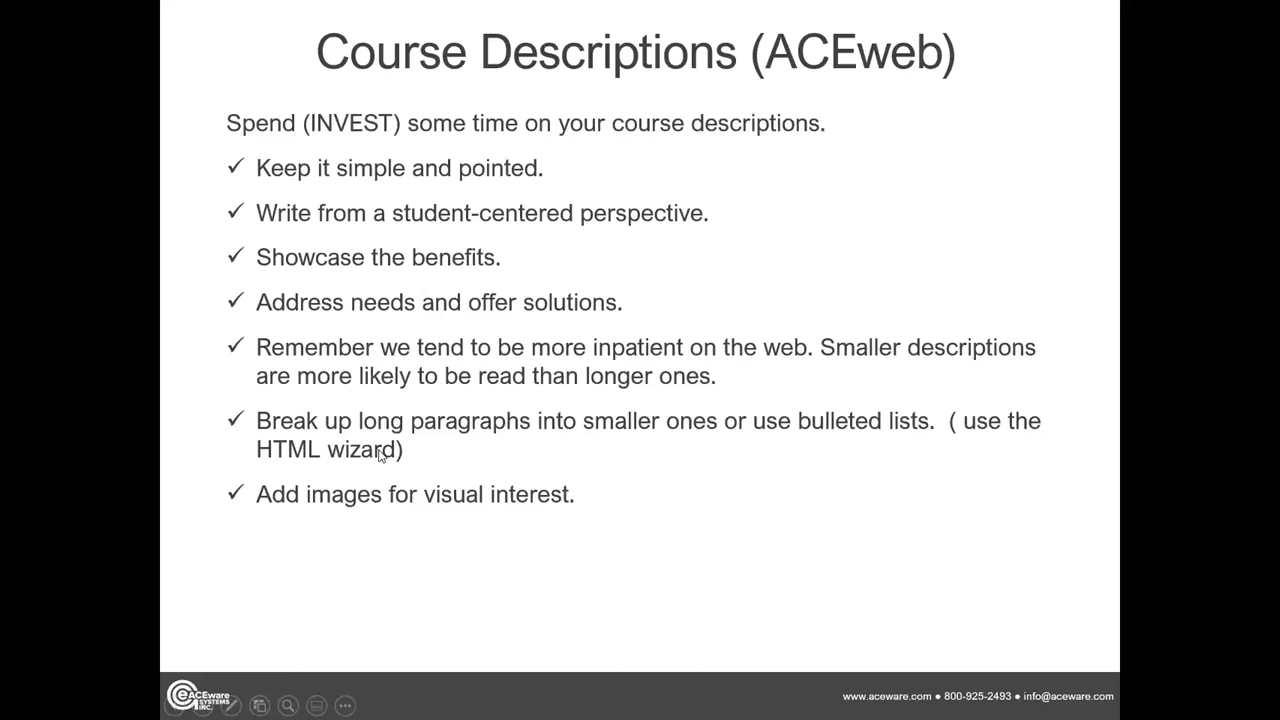 Course Descriptions (ACEweb)
Spend (INVEST) some time on your course descriptions.
✓ Keep it simple and pointed.
✓ Write from a student-centered perspective.
✓ Showcase the benefits.
✓ Address needs and offer solutions.
✓ Remember we tend to be more inpatient on the web. Smaller descriptions
are more likely to be read than longer ones.
✓ Break up long paragraphs into smaller ones or use bulleted lists.  ( use the
HTML wizard)
✓ Add images for visual interest.
ACEware
SYSTEMS
INC.
www.aceware.com ● 800-925-2493 ● info@aceware.com